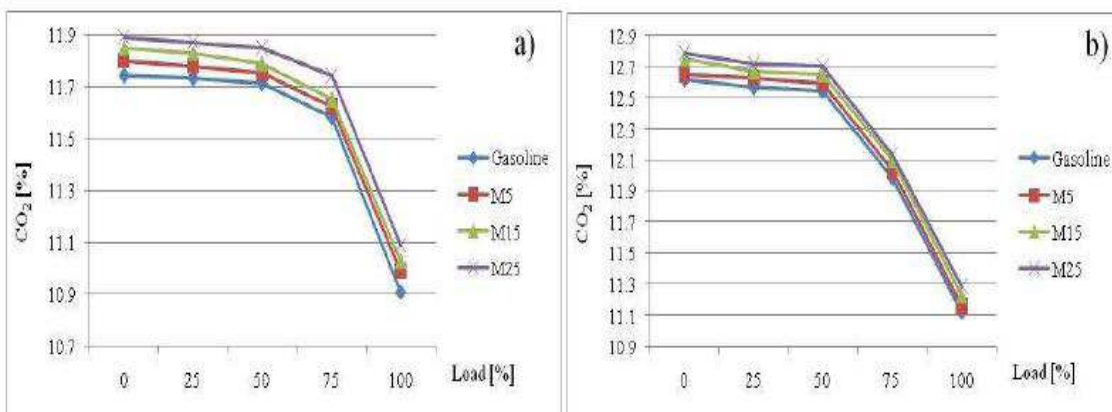 a)
CO₂ [%]
11.9
11.7
11.5
11.3
11.1
10.9
10.7
0 25 50 75 100
Load [%]
Gasoline
M5
M15
M25
b)
CO₂ [%]
12.9
12.7
12.5
12.3
12.1
11.9
11.7
11.5
11.3
11.1
10.9
0 25 50 75 100
Load [%]
Gasoline
M5
M15
M25